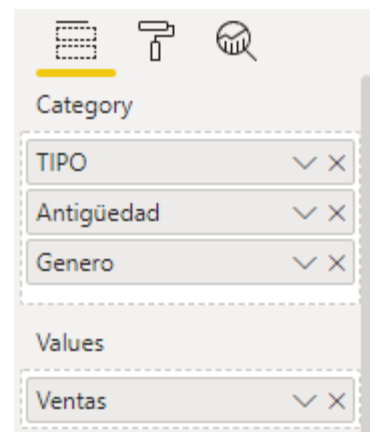 Category
TIPO
Antigüedad
Genero
Values
Ventas